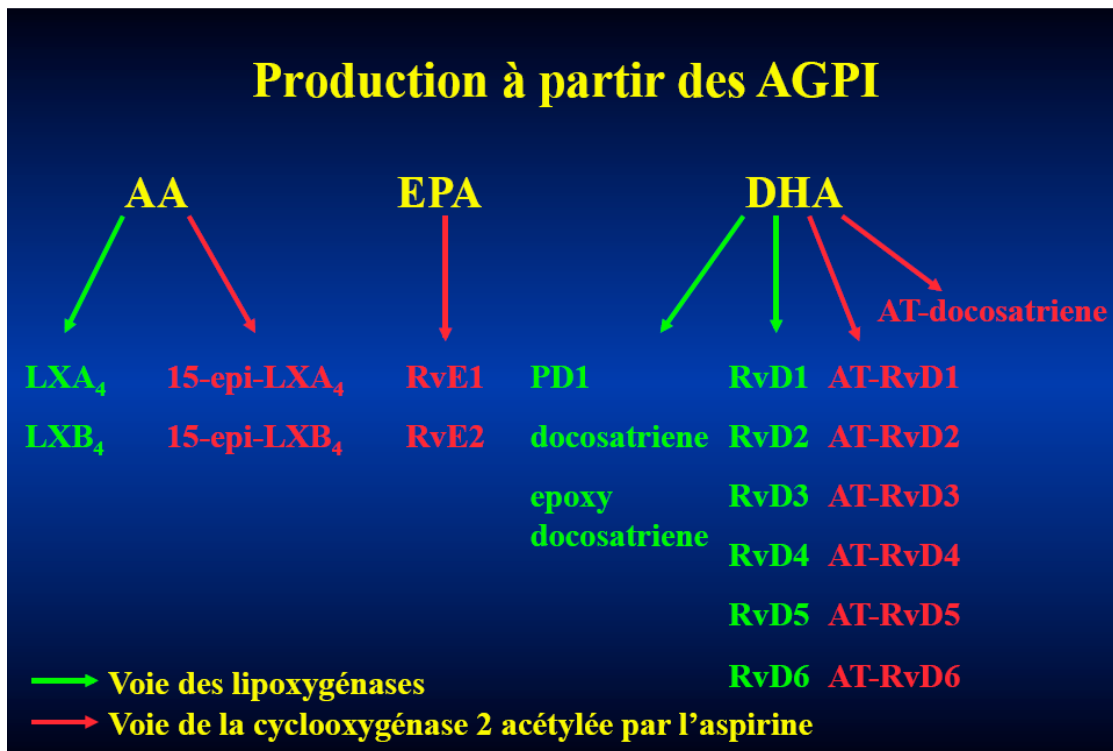 Production à partir des AGPI
AA EPA DHA
AT-docosatriene
LXA₄ 15-epi-LXA₄ RvE1 PD1 RvD1 AT-RvD1
LXB₄ 15-epi-LXB₄ RvE2 docosatriene RvD2 AT-RvD2
epoxy RvD3 AT-RvD3
docosatriene
RvD4 AT-RvD4
RvD5 AT-RvD5
RvD6 AT-RvD6
Voie des lipoxygénases
Voie de la cyclooxygénase 2 acétylée par l’aspirine